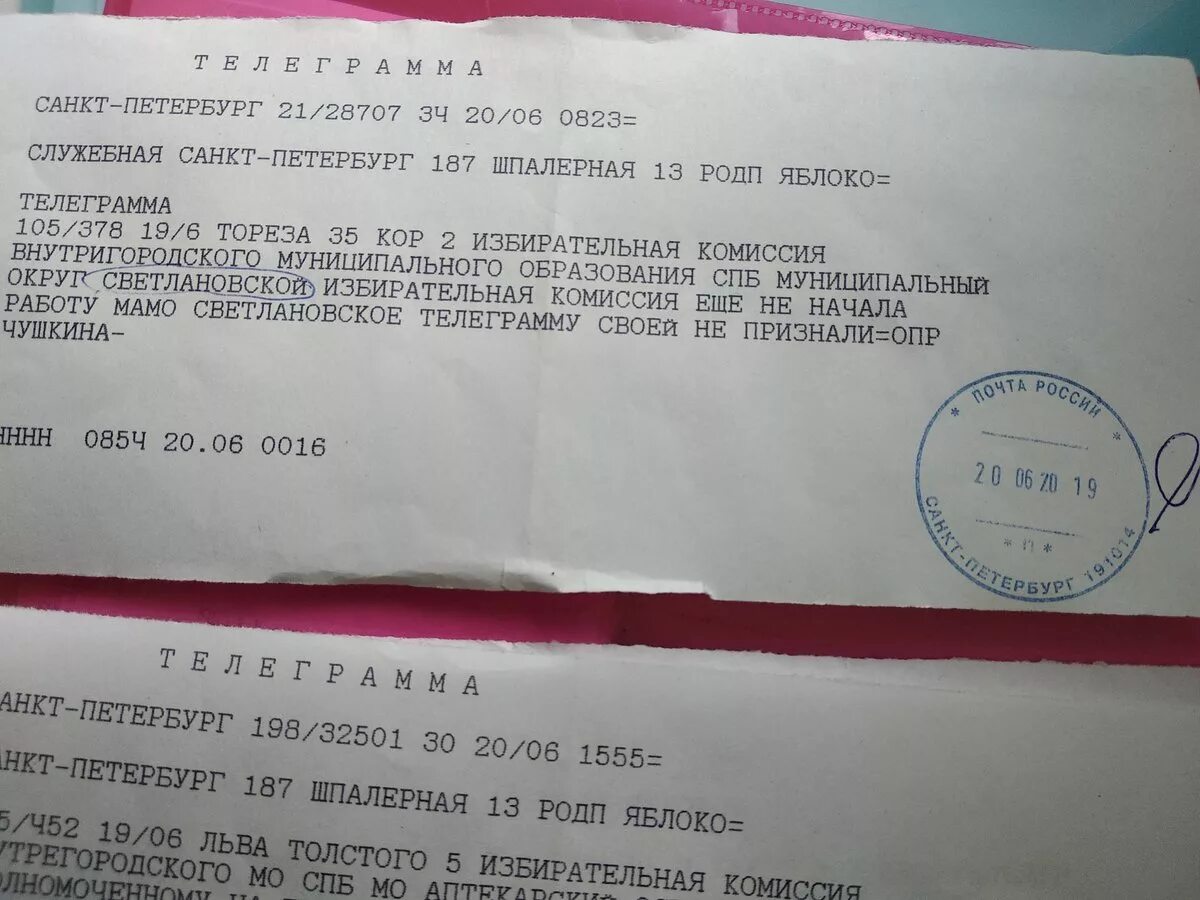 ТЕЛЕГРАММА
САНКТ-ПЕТЕРБУРГ 21/28707 ЗЧ 20/06 0823=
СЛУЖЕБНАЯ САНКТ-ПЕТЕРБУРГ 187 ШПАЛЕРНАЯ 13 РОДП ЯБЛОКО=
ТЕЛЕГРАММА
105/378 19/6 ТОРЕЗА 35 КОР 2 ИЗБИРАТЕЛЬНАЯ КОМИССИЯ
ВНУТРИГОРОДСКОГО МУНИЦИПАЛЬНОГО ОБРАЗОВАНИЯ СПБ МУНИЦИПАЛЬНЫЙ
ОКРУГ СВЕТЛАНОВСКОЙ ИЗБИРАТЕЛЬНАЯ КОМИССИЯ ЕЩЕ НЕ НАЧАЛА
РАБОТУ МАМО СВЕТЛАНОВСКОЕ ТЕЛЕГРАММУ СВОЕЙ НЕ ПРИЗНАЛИ=ОПР
ЧУШКИНА-
НННН 085Ч 20.06 0016
* ПОЧТА РОССИИ *
20 06 20 19
* П *
САНКТ-ПЕТЕРБУРГ 191014
ТЕЛЕГРАММА
АНКТ-ПЕТЕРБУРГ 198/32501 30 20/06 1555=
АНКТ-ПЕТЕРБУРГ 187 ШПАЛЕРНАЯ 13 РОДП ЯБЛОКО=
5/Ч52 19/06 ЛЬВА ТОЛСТОГО 5 ИЗБИРАТЕЛЬНАЯ КОМИССИЯ
УТРЕГОРОДСКОГО МО СПБ МО АПТЕКАРСКИЙ
ОЛНОМОЧЕННОМУ НА